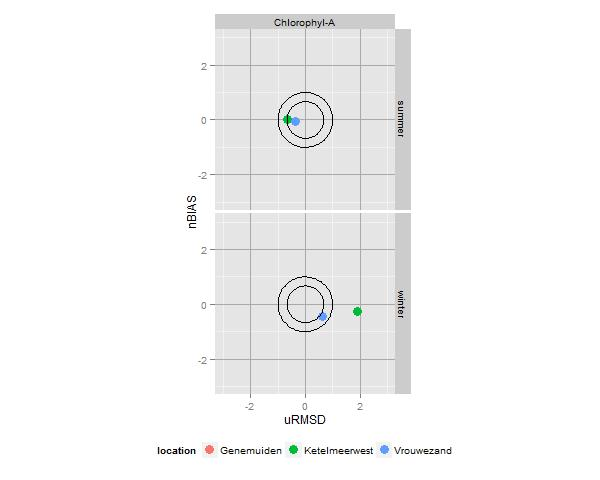 Chlorophyl-A
2
0
-2
summer
nBIAS
2
0
-2
winter
-2 0 2
uRMSD
location Genemuiden Ketelmeerwest Vrouwezand